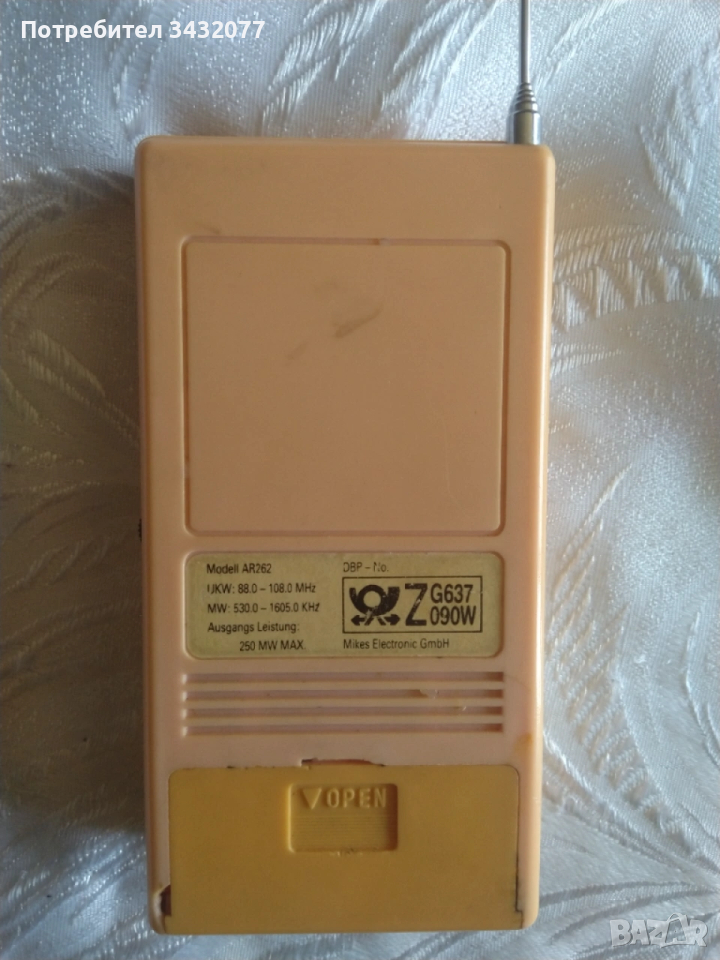 Потребител 3432077
Modell AR262
UKW: 88.0 – 108.0 MHz
MW: 530.0 – 1605.0 KHz
Ausgangs Leistung:
250 MW MAX.
DBP – No.
Z G637
090W
Mikes Electronic GmbH
OPEN
BAZAR